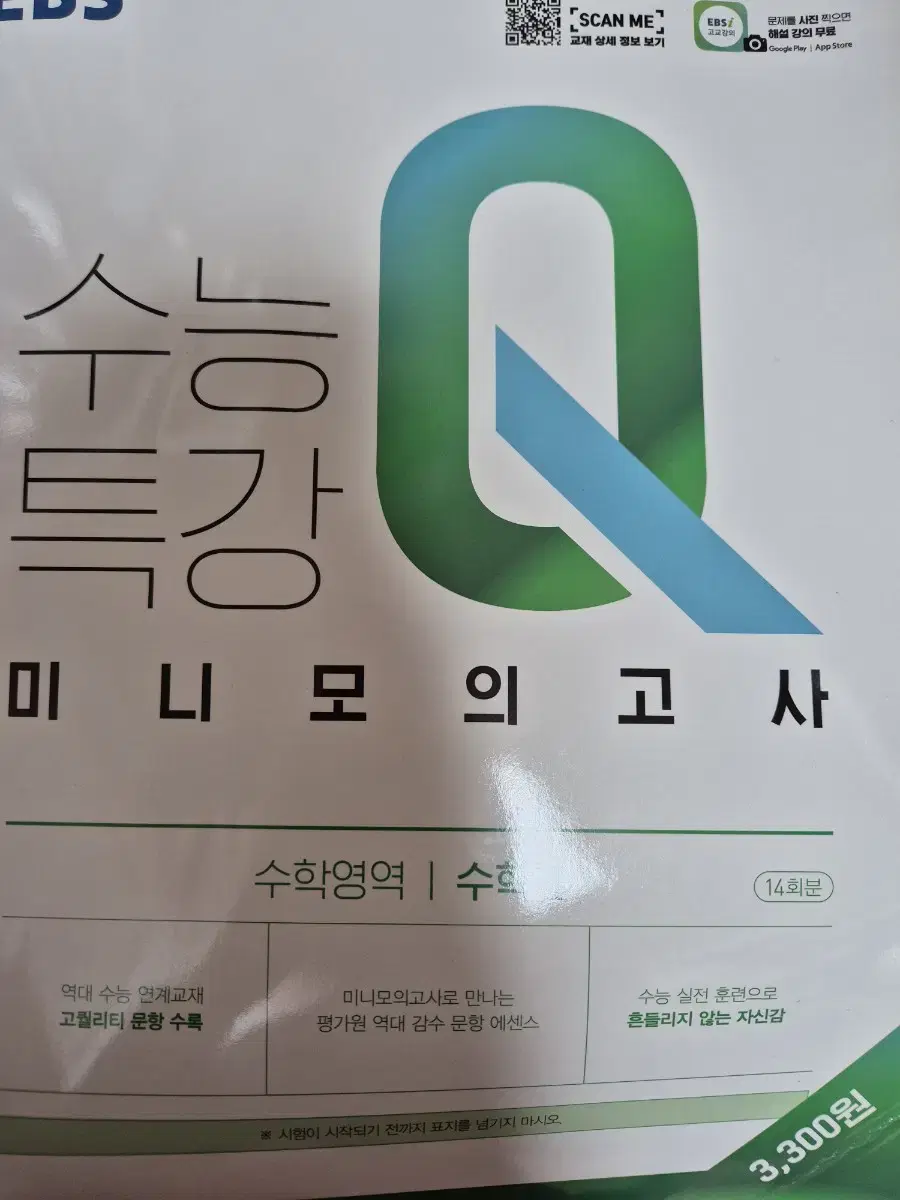 EBS
SCAN ME
교재 상세 정보 보기
EBSi
고교강의
문제를 사진 찍으면
해설 강의 무료
Google Play | App Store
수능
특강
Q
미니모의고사
수학영역 | 수학
14회분
역대 수능 연계교재
고퀄리티 문항 수록
미니모의고사로 만나는
평가원 역대 감수 문항 에센스
수능 실전 훈련으로
흔들리지 않는 자신감
※ 시험이 시작되기 전까지 표지를 넘기지 마시오.
3,300원